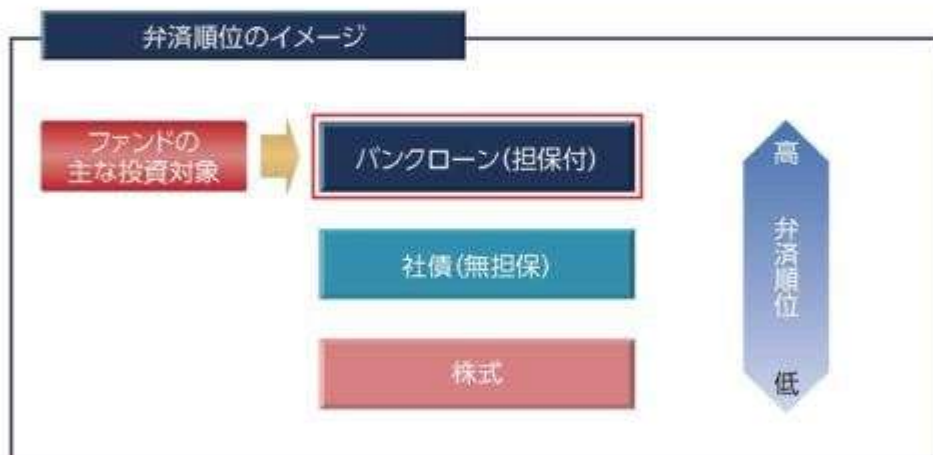 弁済順位のイメージ
ファンドの
主な投資対象
バンクローン(担保付)
社債(無担保)
株式
高
弁済順位
低